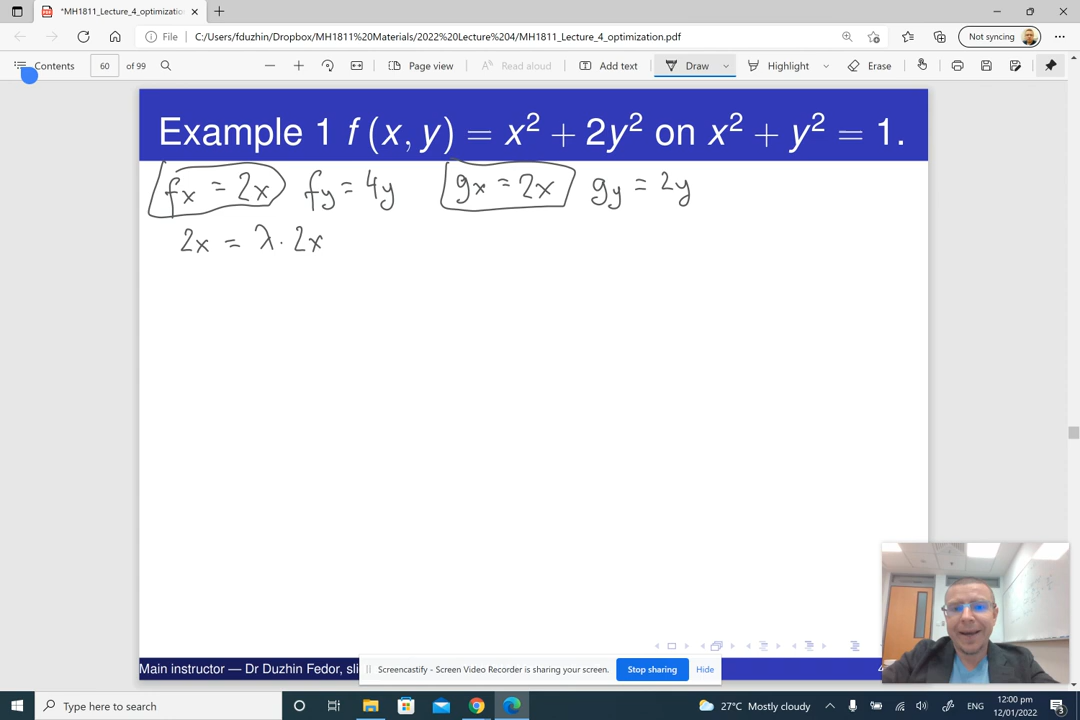 *MH1811_Lecture_4_optimizatio
File
C:/Users/fduzhin/Dropbox/MH1811%20Materials/2022%20Lecture%204/MH1811_Lecture_4_optimization.pdf
Not syncing
Contents
60 of 99
Page view
Read aloud
Add text
Draw
Highlight
Erase
Example 1 f (x, y) = x² + 2y² on x² + y² = 1.
fx = 2x fy = 4y gx = 2x gy = 2y
2x = λ · 2x
Main instructor — Dr Duzhin Fedor, sli
Screencastify - Screen Video Recorder is sharing your screen.
Stop sharing
Hide
Type here to search
27°C Mostly cloudy
ENG
12:00 pm
12/01/2022
3